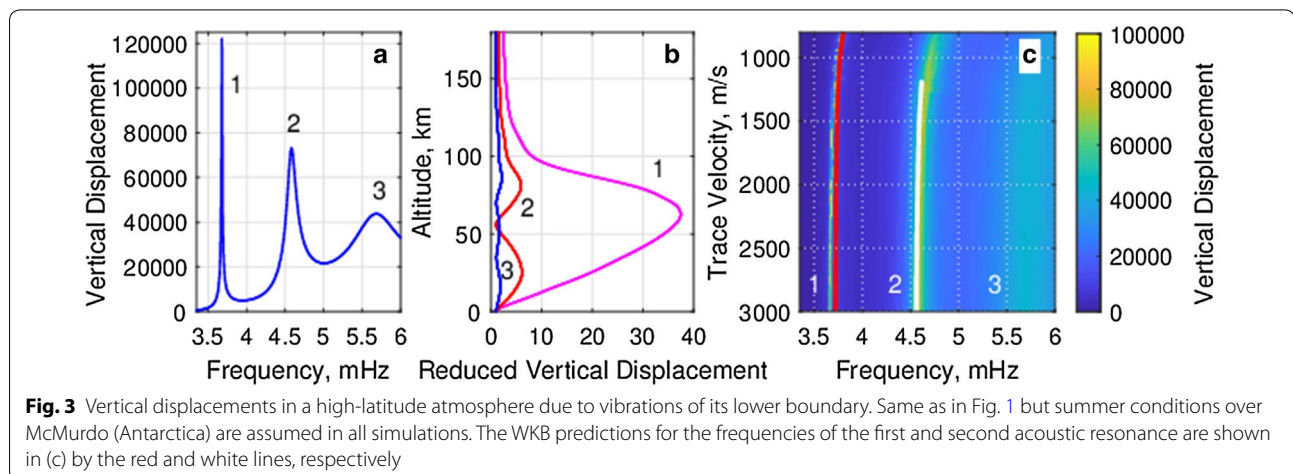 120000
100000
80000
60000
40000
20000
0
Vertical Displacement
3.5 4 4.5 5 5.5 6
Frequency, mHz
a
1
2
3
150
100
50
0
Altitude, km
0 10 20 30 40
Reduced Vertical Displacement
b
1
2
3
1000
1500
2000
2500
3000
Trace Velocity, m/s
3.5 4 4.5 5 5.5 6
Frequency, mHz
c
1
2
3
100000
80000
60000
40000
20000
0
Vertical Displacement
Fig. 3 Vertical displacements in a high-latitude atmosphere due to vibrations of its lower boundary. Same as in Fig. 1 but summer conditions over
McMurdo (Antarctica) are assumed in all simulations. The WKB predictions for the frequencies of the first and second acoustic resonance are shown
in (c) by the red and white lines, respectively